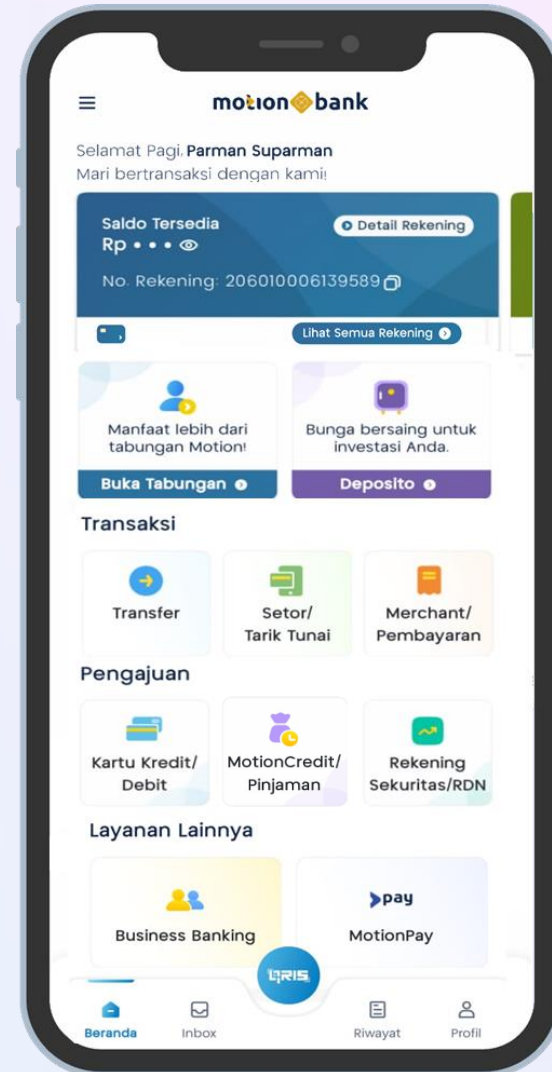 motion bank
Selamat Pagi, Parman Suparman
Mari bertransaksi dengan kami!
Saldo Tersedia
Detail Rekening
Rp • • •
No. Rekening: 206010006139589
Lihat Semua Rekening
Manfaat lebih dari
tabungan Motion!
Buka Tabungan
Bunga bersaing untuk
investasi Anda.
Deposito
Transaksi
Transfer
Setor/
Tarik Tunai
Merchant/
Pembayaran
Pengajuan
Kartu Kredit/
Debit
MotionCredit/
Pinjaman
Rekening
Sekuritas/RDN
Layanan Lainnya
Business Banking
pay
MotionPay
QRIS
Beranda
Inbox
Riwayat
Profil